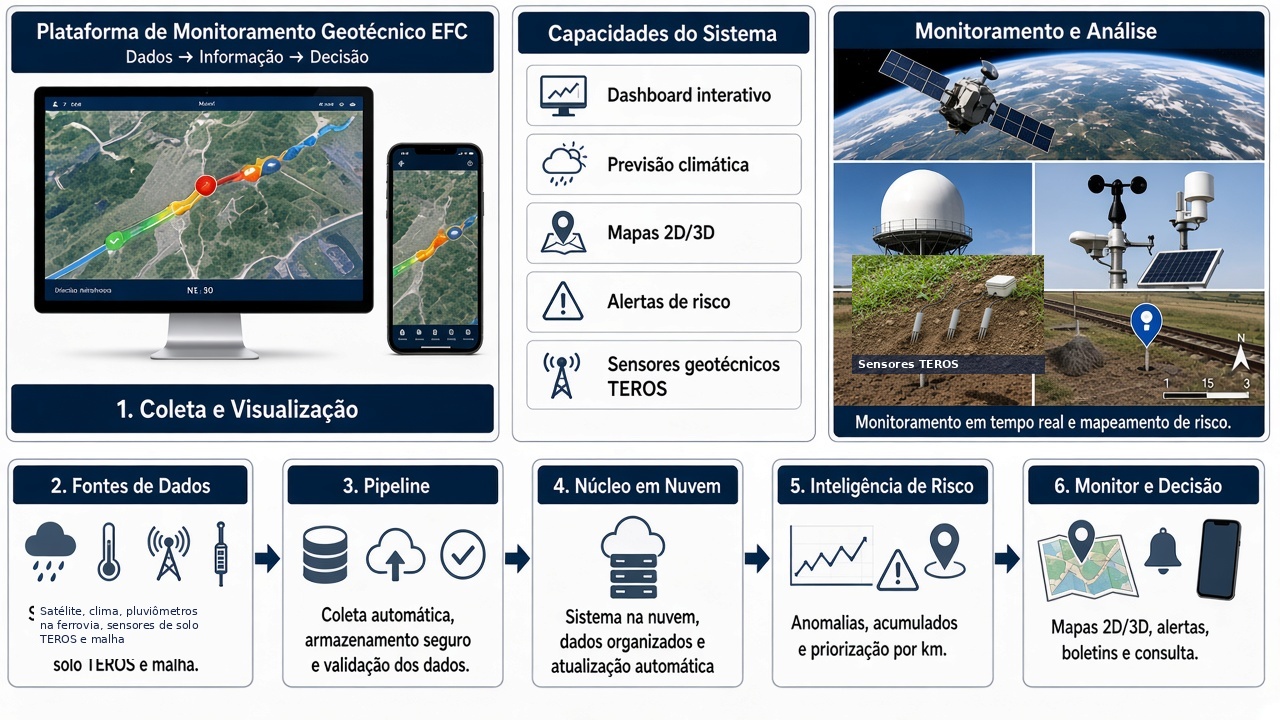 Plataforma de Monitoramento Geotécnico EFC
Dados → Informação → Decisão
NE : 30
1. Coleta e Visualização
Capacidades do Sistema
Dashboard interativo
Previsão climática
Mapas 2D/3D
Alertas de risco
Sensores geotécnicos
TEROS
Monitoramento e Análise
Sensores TEROS
N
1 15 3
Monitoramento em tempo real e mapeamento de risco.
2. Fontes de Dados
Satélite, clima, pluviômetros
na ferrovia, sensores de solo
TEROS e malha
solo TEROS e malha.
3. Pipeline
Coleta automática,
armazenamento seguro
e validação dos dados.
4. Núcleo em Nuvem
Sistema na nuvem,
dados organizados e
atualização automática
5. Inteligência de Risco
Anomalias, acumulados
e priorização por km.
6. Monitor e Decisão
Mapas 2D/3D, alertas,
boletins e consulta.